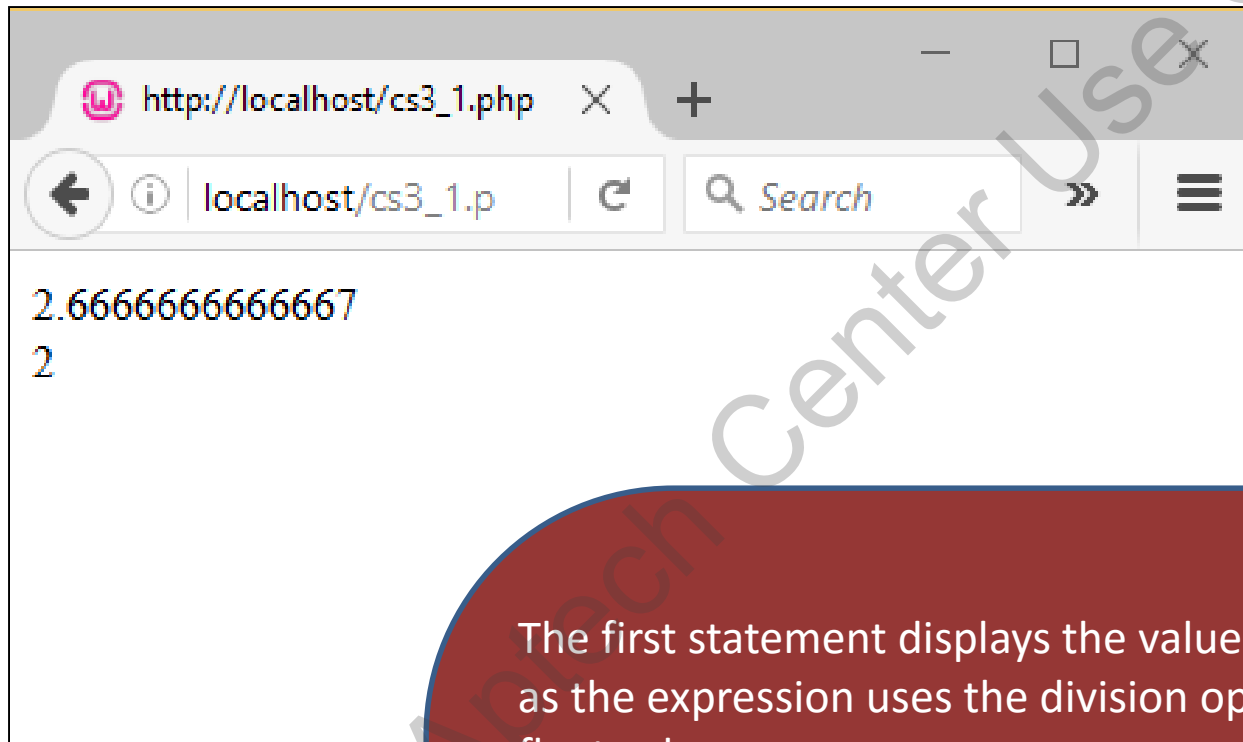 http://localhost/cs3_1.php
localhost/cs3_1.p
Search
2.6666666666667
2
The first statement displays the value
as the expression uses the division op
Aptech Center Use